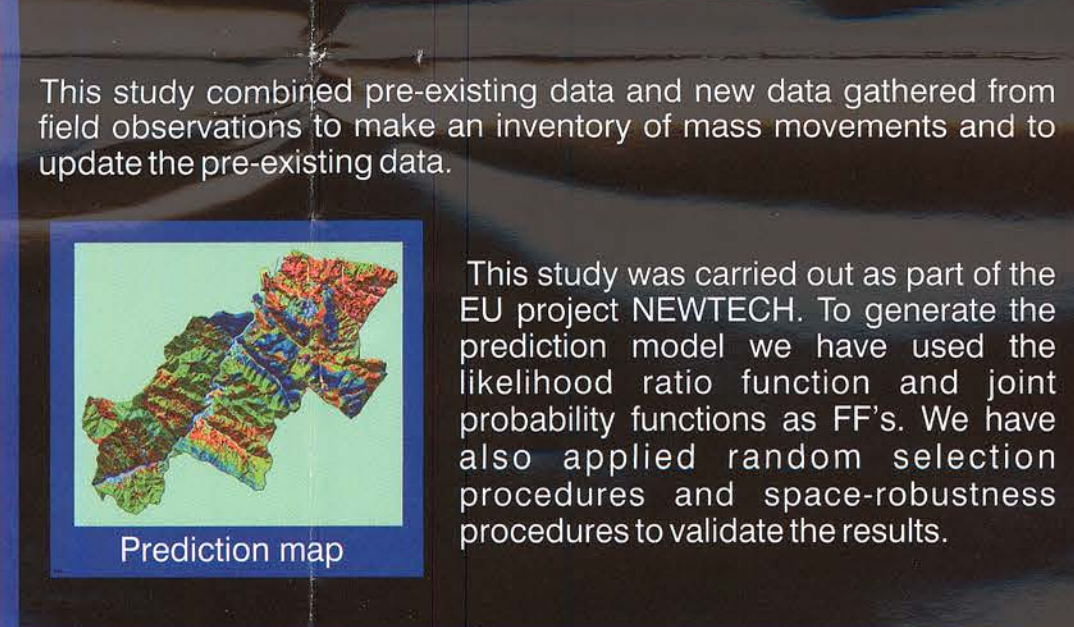 This study combined pre-existing data and new data gathered from
field observations to make an inventory of mass movements and to
update the pre-existing data.
This study was carried out as part of the
EU project NEWTECH. To generate the
prediction model we have used the
likelihood ratio function and joint
probability functions as FF's. We have
also applied random selection
procedures and space-robustness
procedures to validate the results.
Prediction map